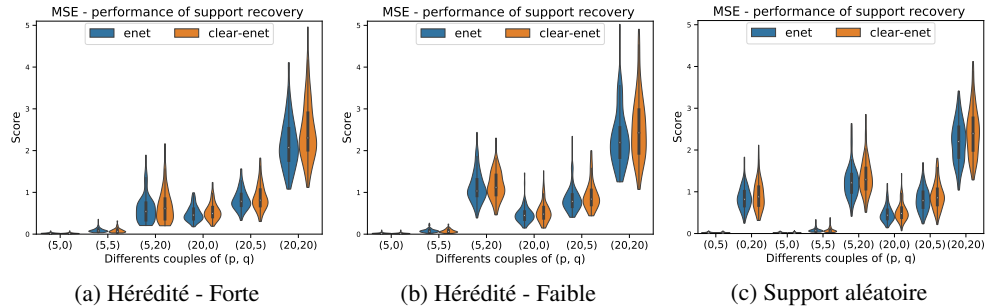 MSE - performance of support recovery
enet clear-enet
Score
5
4
3
2
1
0
(5,0) (5,5) (5,20) (20,0) (20,5) (20,20)
Differents couples of (p, q)
(a) Hérédité - Forte
MSE - performance of support recovery
enet clear-enet
Score
5
4
3
2
1
0
(5,0) (5,5) (5,20) (20,0) (20,5) (20,20)
Differents couples of (p, q)
(b) Hérédité - Faible
MSE - performance of support recovery
enet clear-enet
Score
5
4
3
2
1
0
(0,5) (0,20) (5,0) (5,5) (5,20) (20,0) (20,5) (20,20)
Differents couples of (p, q)
(c) Support aléatoire